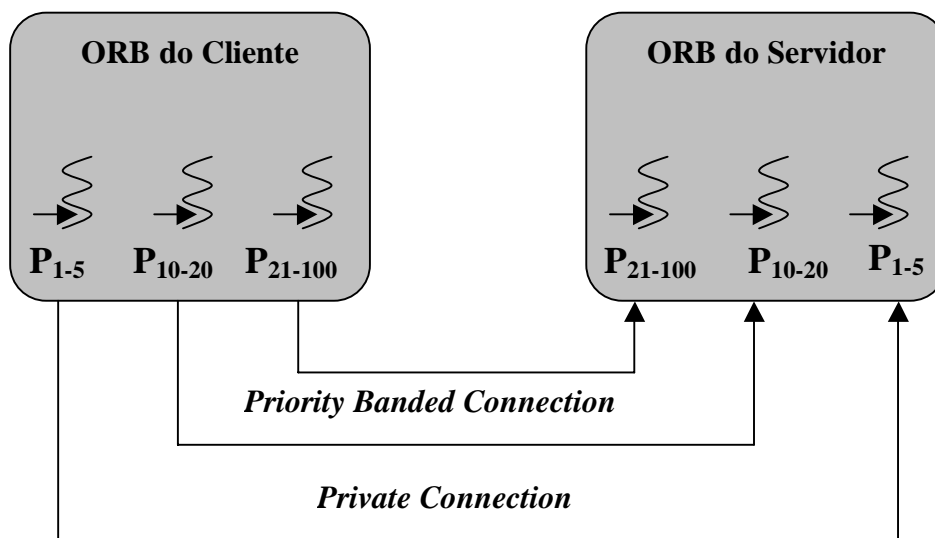 ORB do Cliente
ORB do Servidor
P1-5 P10-20 P21-100
P21-100 P10-20 P1-5
Priority Banded Connection
Private Connection